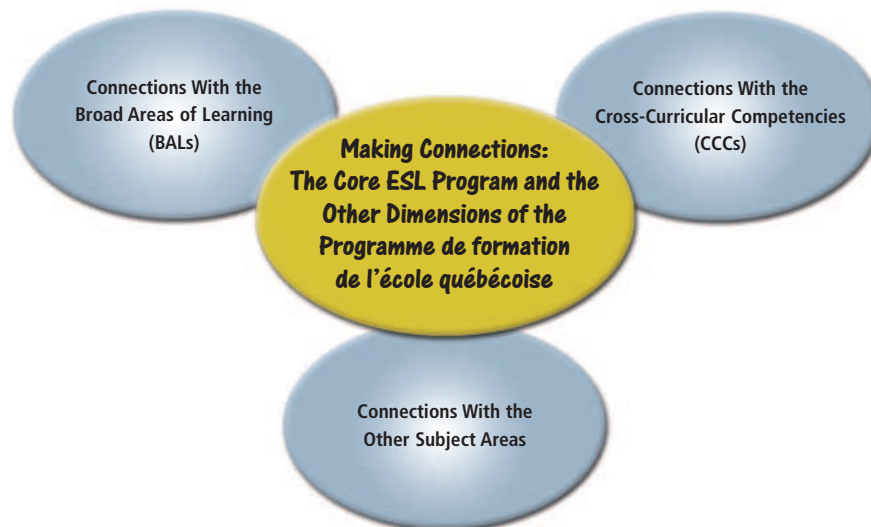 Connections With the
Broad Areas of Learning
(BALs)
Connections With the
Cross-Curricular Competencies
(CCCs)
Making Connections:
The Core ESL Program and the
Other Dimensions of the
Programme de formation
de l'école québécoise
Connections With the
Other Subject Areas